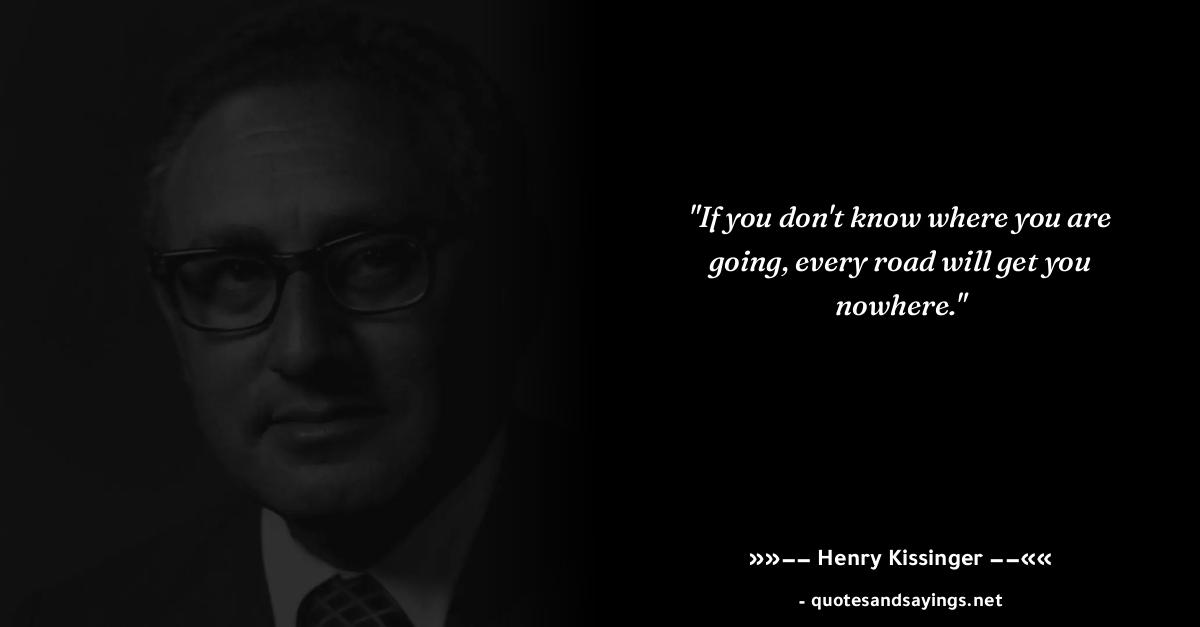 "If you don't know where you are
going, every road will get you
nowhere."
»»−− Henry Kissinger −−««
- quotesandsayings.net